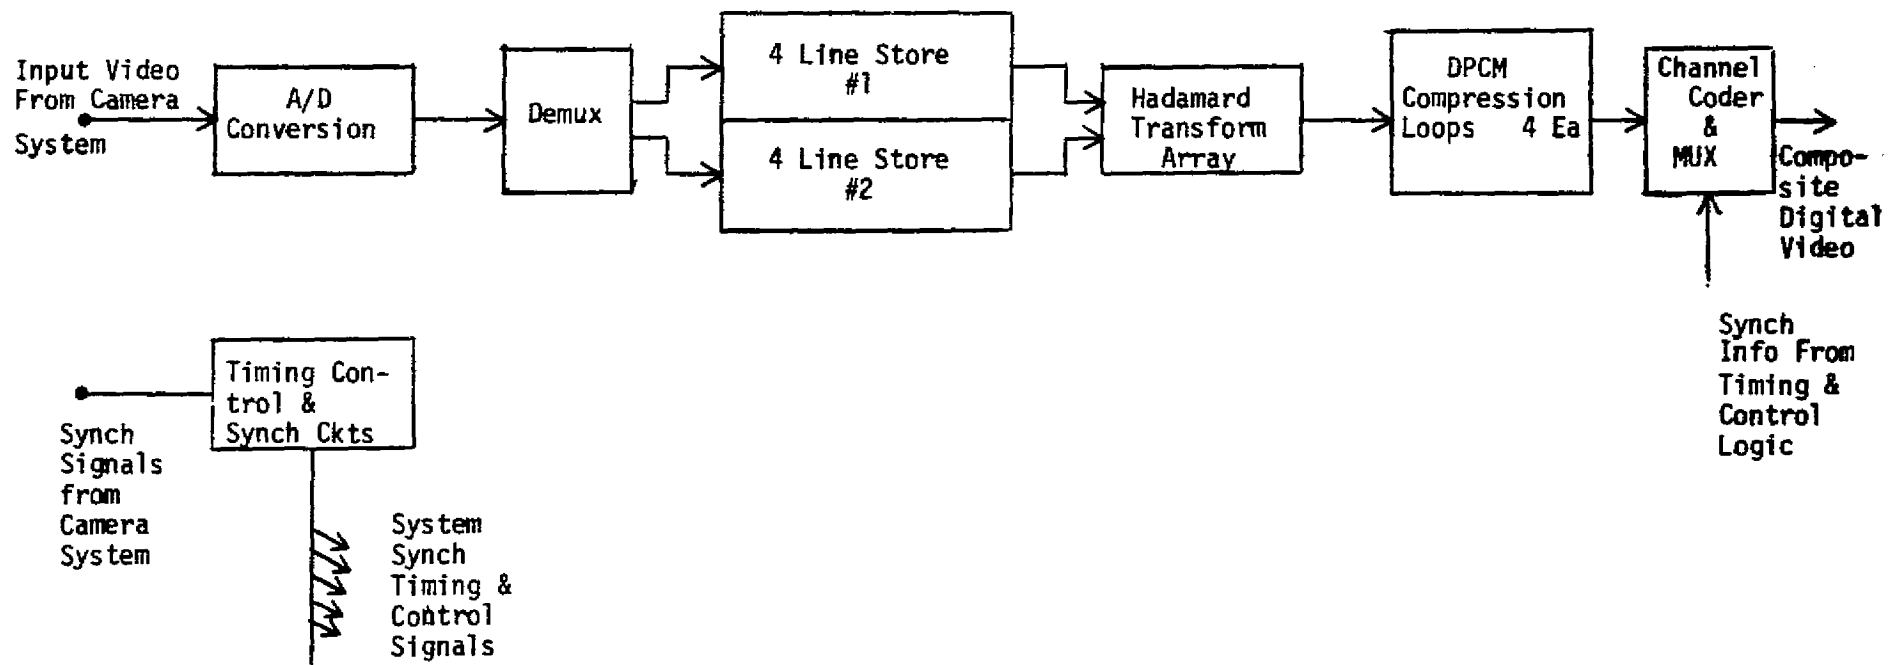 Input Video
From Camera
System
A/D
Conversion
Demux
4 Line Store
#1
4 Line Store
#2
Hadamard
Transform
Array
DPCM
Compression
Loops 4 Ea
Channel
Coder
&
MUX
Compo-
site
Digital
Video
Synch
Info From
Timing &
Control
Logic
Timing Con-
trol &
Synch Ckts
Synch
Signals
from
Camera
System
System
Synch
Timing &
Control
Signals